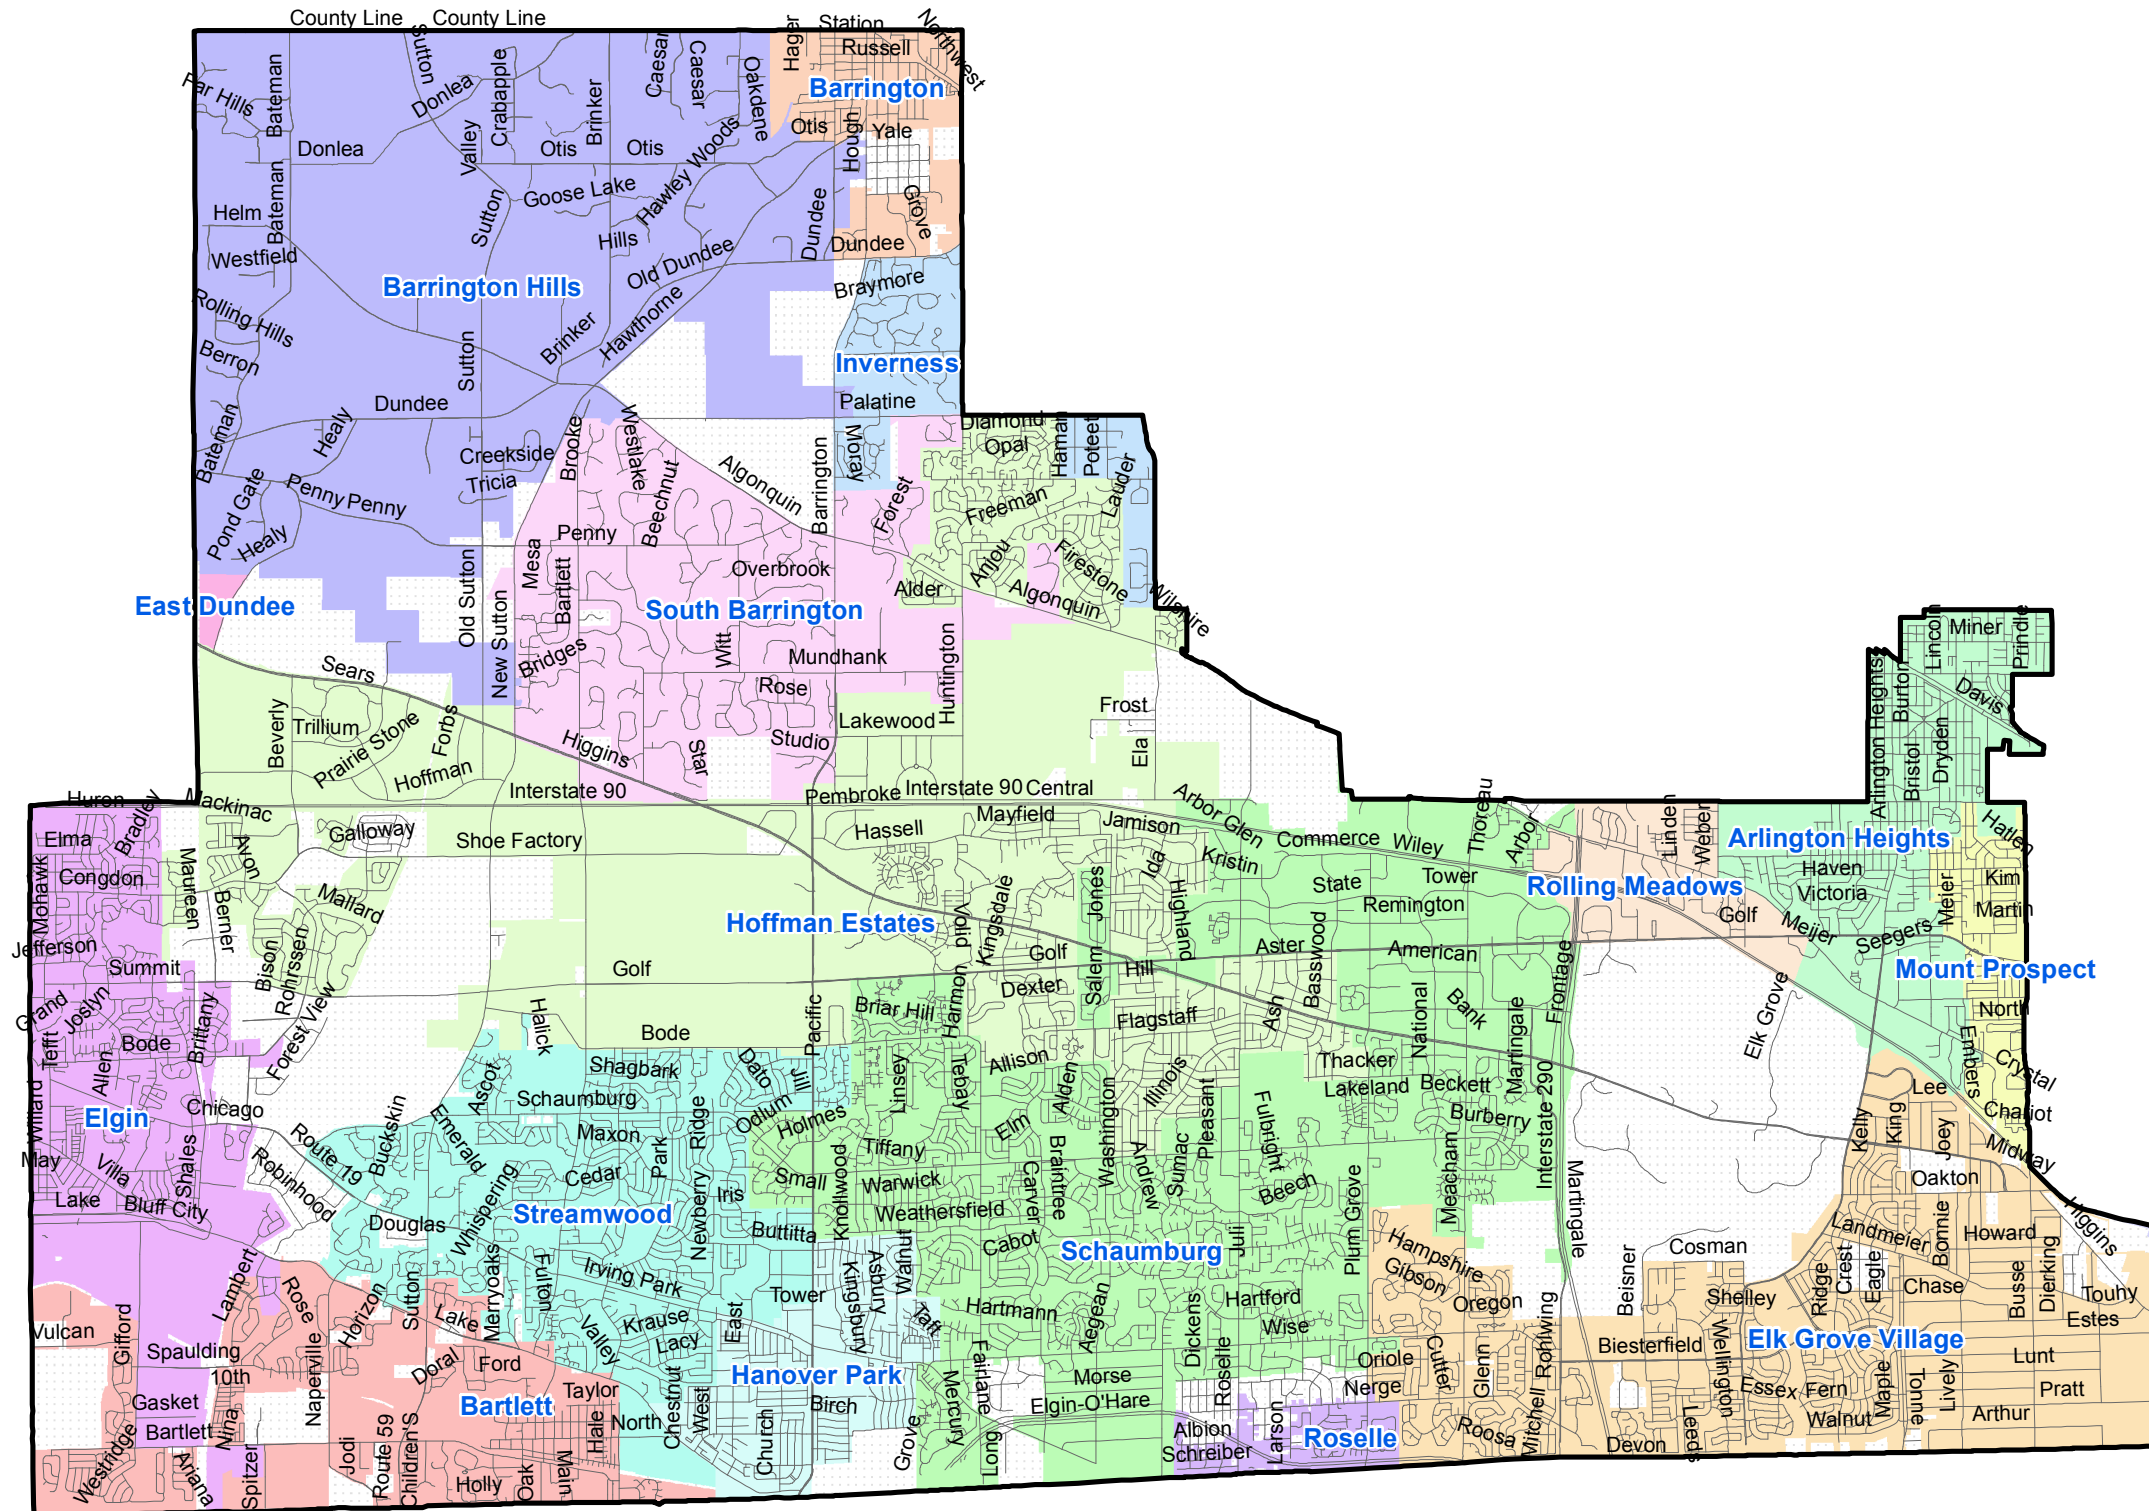 County Line
County Line
Station
Northwest
Hager
Russell
Sutton
Caesar
Caesar
Oakdene
Barrington
Far Hills
Bateman
Donlea
Crabapple
Brinker
Otis
Hough
Yale
Donlea
Valley
Otis
Otis
Hawley Woods
Goose Lake
Helm
Bateman
Sutton
Hills
Dundee
Grove
Dundee
Westfield
Old Dundee
Barrington Hills
Braymore
Rolling Hills
Hawthorne
Brinker
Berron
Sutton
Inverness
Dundee
Palatine
Bateman
Healy
Brooke
Westlake
Moray
Diamond
Opal
Haman
Poteet
Creekside
Tricia
Beechnut
Algonquin
Barrington
Lauder
Pond Gate
Penny
Penny
Forest
Freeman
Healy
Penny
Mesa
Bartlett
Overbrook
Anjou
Firestone
Alder
Algonquin
Wilshire
East Dundee
Old Sutton
New Sutton
South Barrington
Witt
Huntington
Lincoln
Miner
Prindle
Sears
Bridges
Mundhank
Rose
Arlington Heights
Burton
Davis
Beverly
Trillium
Prairie Stone
Forbs
Hoffman
Higgins
Star
Studio
Lakewood
Frost
Ela
Bristol
Dryden
Interstate 90
Pembroke
Interstate 90
Central
Huron
Bradley
Mackinac
Elma
Galloway
Shoe Factory
Hassell
Mayfield
Jamison
Arbor Glen
Commerce
Wiley
Thoreau
Arbor
Linden
Weber
Arlington Heights
Hatlen
Mohawk
Congdon
Maureen
Avon
Berner
Mallard
Kristin
Ida
Highland
State
Tower
Remington
Rolling Meadows
Haven
Victoria
Meier
Kim
Martin
Golf
Meijer
Seegers
Jefferson
Summit
Bison
Rohrssen
Hoffman Estates
Volid
Kingsdale
Jones
Golf
Golf
Salem
Hill
Aster
Basswood
American
Frontage
Mount Prospect
Grand
Joslyn
Brittany
Forest View
Halick
Bode
Pacific
Briar Hill
Harmon
Dexter
Flagstaff
Ash
National
Bank
Martingale
Elk Grove
North
Tefft
Bode
Allen
Shagbark
Dato
Jill
Linsey
Tebay
Allison
Alden
Illinois
Thacker
Lakeland
Beckett
Interstate 290
Embers
Crystal
Lee
Willard
Elgin
Chicago
Ascot
Schaumburg
Ridge
Odlum
Holmes
Elm
Washington
Pleasant
Fulbright
Burberry
Kelly
King
Joey
Chariot
Midway
Route 19
Buckskin
Emerald
Maxon
Park
Tiffany
May
Villa
Shales
Robinhood
Cedar
Small
Warwick
Carver
Braintree
Andrew
Sumac
Beech
Plum Grove
Meacham
Martingale
Oakton
Lake
Bluff City
Douglas
Whispering
Streamwood
Newberry
Iris
Buttitta
Knollwood
Weathersfield
Cabot
Schaumburg
Juli
Hampshire
Gibson
Cosman
Landmeier
Bonnie
Howard
Higgins
Lambert
Rose
Horizon
Sutton
Merryoaks
Fulton
Irving Park
Tower
Kingsbury
Asbury
Walnut
Taft
Hartmann
Aegean
Dickens
Hartford
Wise
Oregon
Rohlwing
Beisner
Shelley
Ridge
Crest
Eagle
Chase
Busse
Dierking
Touhy
Estes
Vulcan
Gifford
Lake
Krause
Lacy
East
Valley
Spaulding
10th
Naperville
Doral
Ford
Hanover Park
Fairlane
Roselle
Oriole
Cutter
Glenn
Biesterfield
Wellington
Elk Grove Village
Lunt
Gasket
Bartlett
Nina
Bartlett
Taylor
Hale
North
Chestnut
West
Birch
Mercury
Morse
Elgin-O'Hare
Nerge
Mitchell
Essex
Fern
Maple
Tonne
Lively
Pratt
Westridge
Ariana
Spitzer
Jodi
Route 59
Children'S
Holly
Oak
Main
Church
Grove
Long
Albion
Schreiber
Larson
Roselle
Roosa
Devon
Leeds
Walnut
Arthur